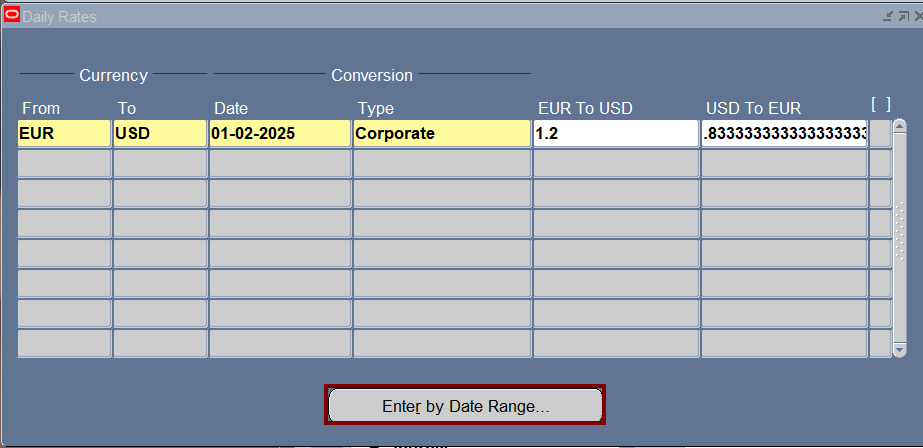 Daily Rates
Currency Conversion
From To Date Type EUR To USD USD To EUR [ ]
EUR USD 01-02-2025 Corporate 1.2 .83333333333333333
Enter by Date Range...